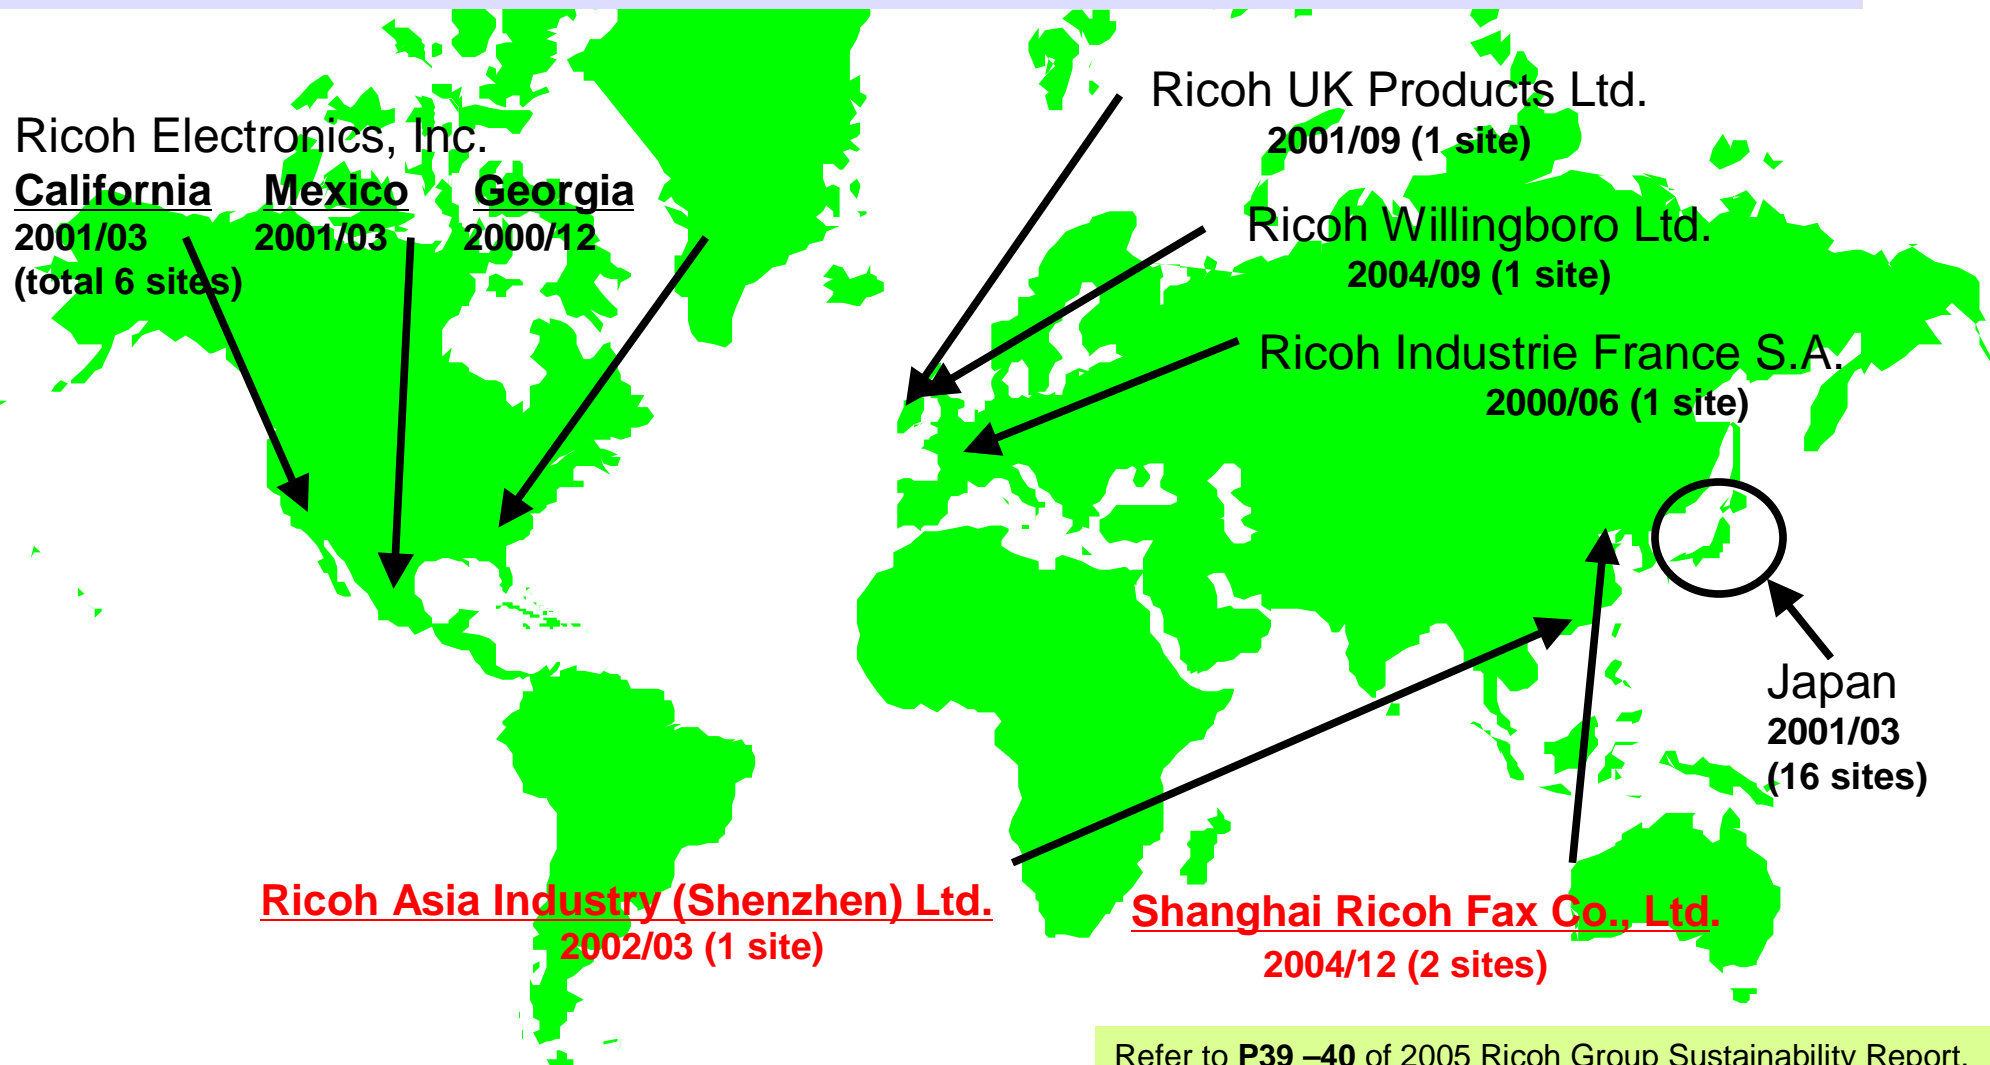 Ricoh Electronics, Inc.
California Mexico Georgia
2001/03 2001/03 2000/12
(total 6 sites)
Ricoh UK Products Ltd.
2001/09 (1 site)
Ricoh Willingboro Ltd.
2004/09 (1 site)
Ricoh Industrie France S.A.
2000/06 (1 site)
Japan
2001/03
(16 sites)
Ricoh Asia Industry (Shenzhen) Ltd.
2002/03 (1 site)
Shanghai Ricoh Fax Co., Ltd.
2004/12 (2 sites)
Refer to P39 –40 of 2005 Ricoh Group Sustainability Report.